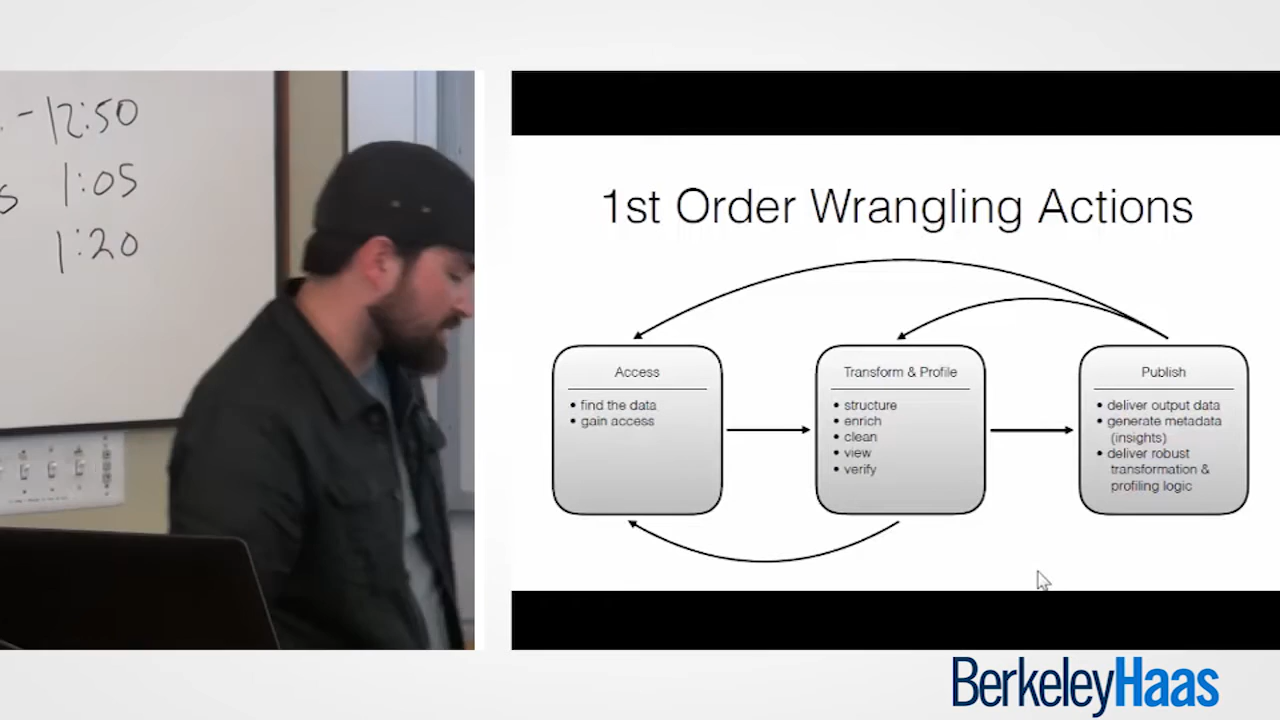 -12:50
s 1:05
1:20
1st Order Wrangling Actions
Access
• find the data
• gain access
Transform & Profile
• structure
• enrich
• clean
• view
• verify
Publish
• deliver output data
• generate metadata
(insights)
• deliver robust
transformation &
profiling logic
BerkeleyHaas